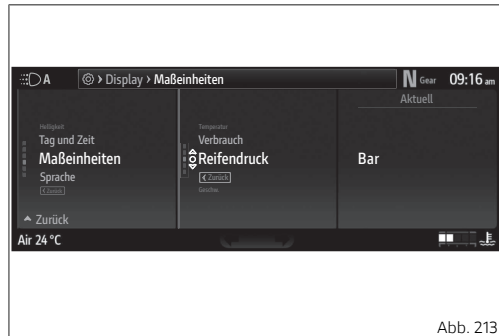 A
> Display > Maßeinheiten
N Gear
09:16 am
Helligkeit
Tag und Zeit
Maßeinheiten
Sprache
Zurück
Zurück
Temperatur
Verbrauch
Reifendruck
Zurück
Geschw.
Aktuell
Bar
Air 24 °C
Abb. 213